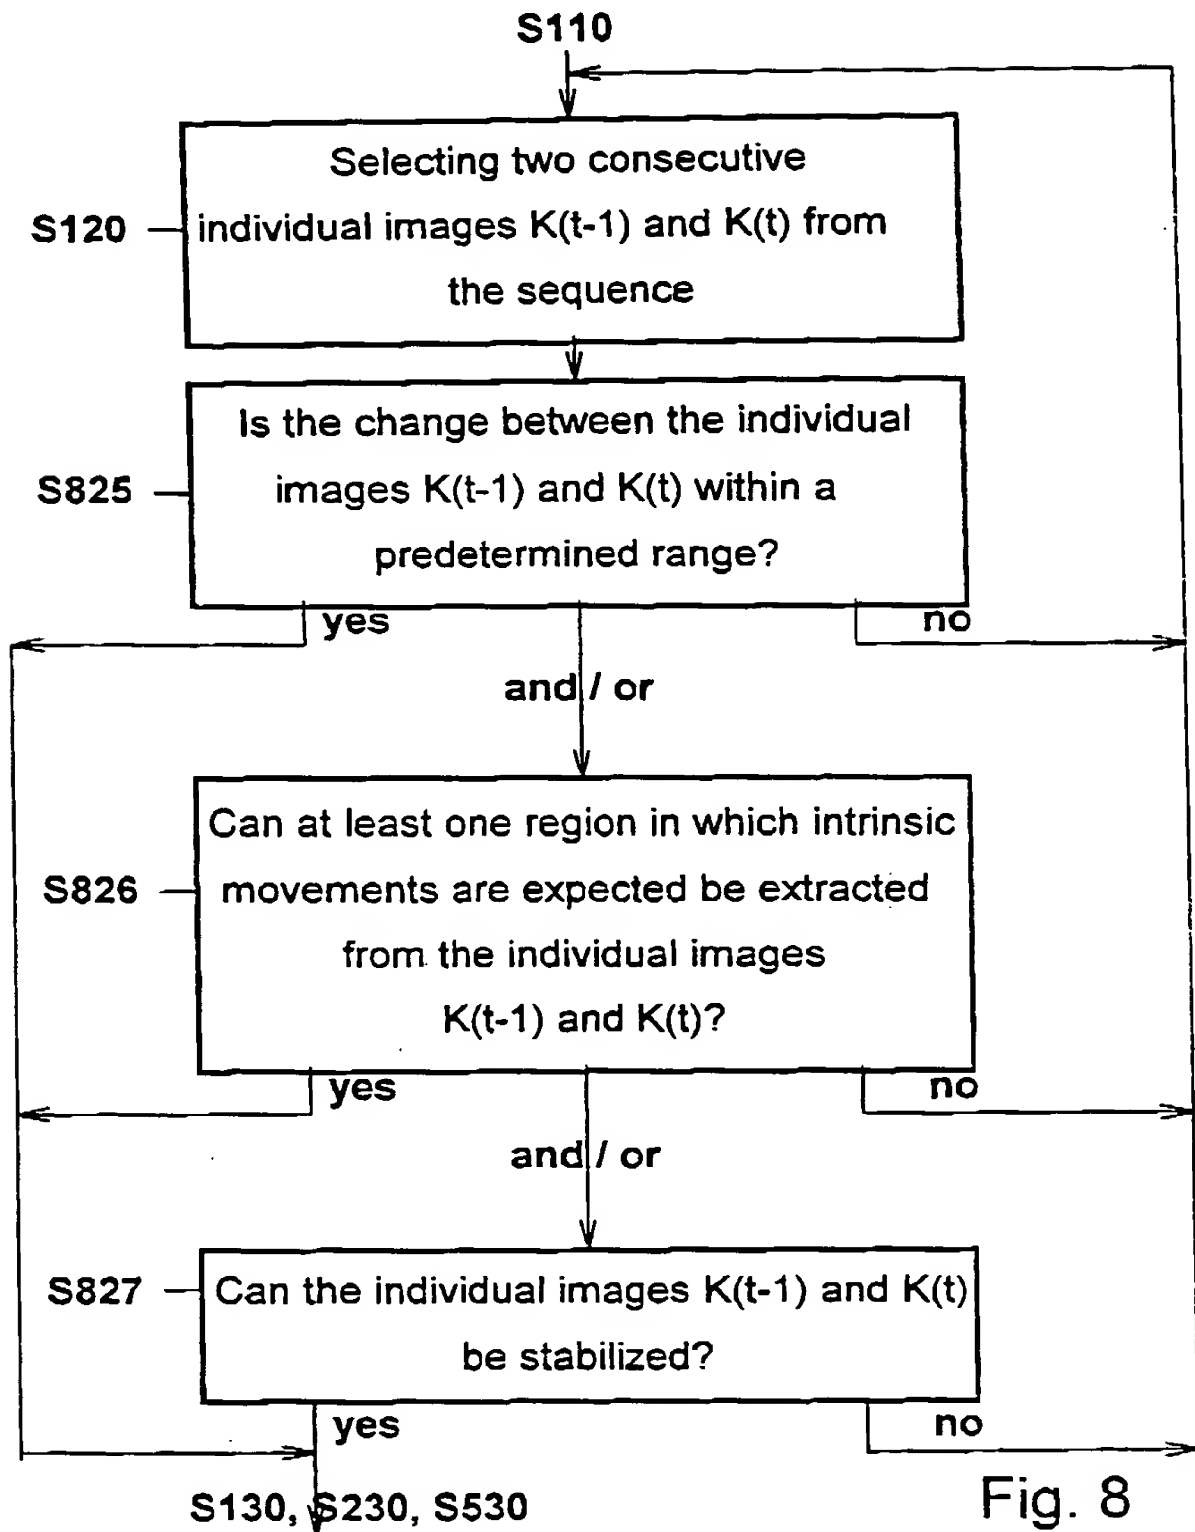 S110
Selecting two consecutive
S120
individual images K(t-1) and K(t) from
the sequence
Is the change between the individual
S825
images K(t-1) and K(t) within a
predetermined range?
yes
no
and / or
Can at least one region in which intrinsic
S826
movements are expected be extracted
from the individual images
K(t-1) and K(t)?
yes
no
and / or
S827
Can the individual images K(t-1) and K(t)
be stabilized?
yes
no
S130, S230, S530
Fig. 8